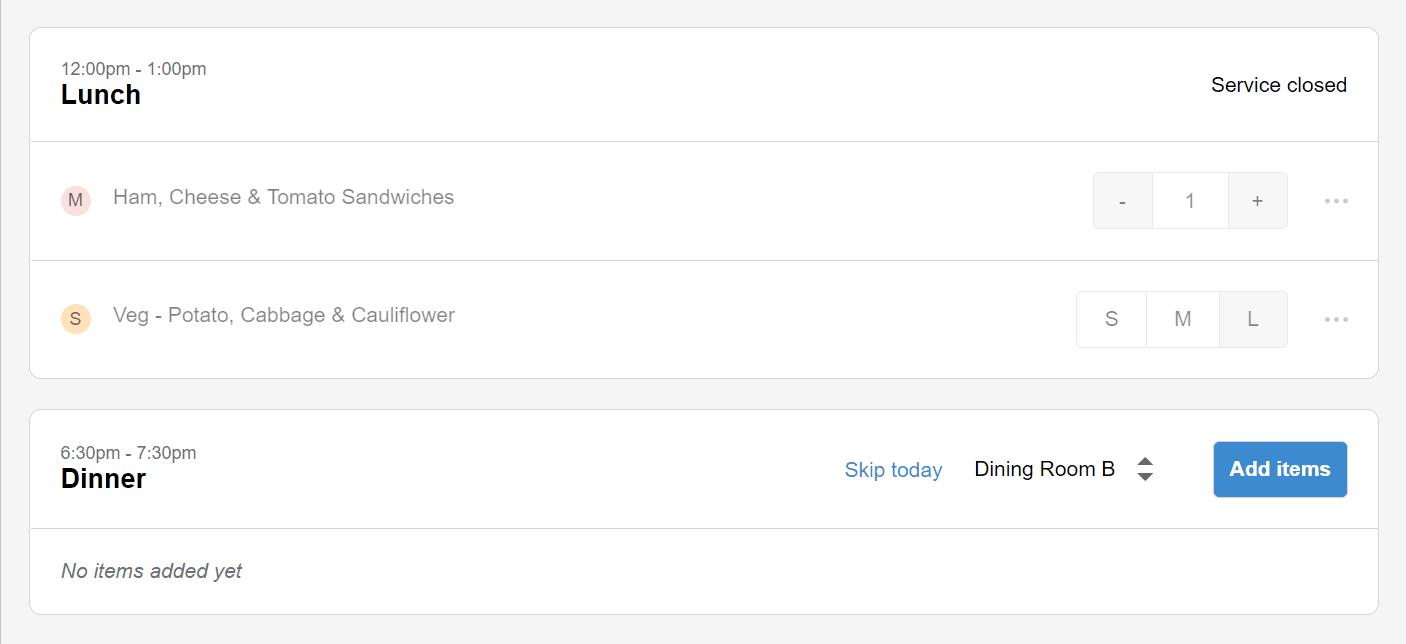 12:00pm - 1:00pm
Lunch
Service closed
M Ham, Cheese & Tomato Sandwiches - 1 +
S Veg - Potato, Cabbage & Cauliflower S M L
6:30pm - 7:30pm
Dinner
Skip today Dining Room B Add items
No items added yet